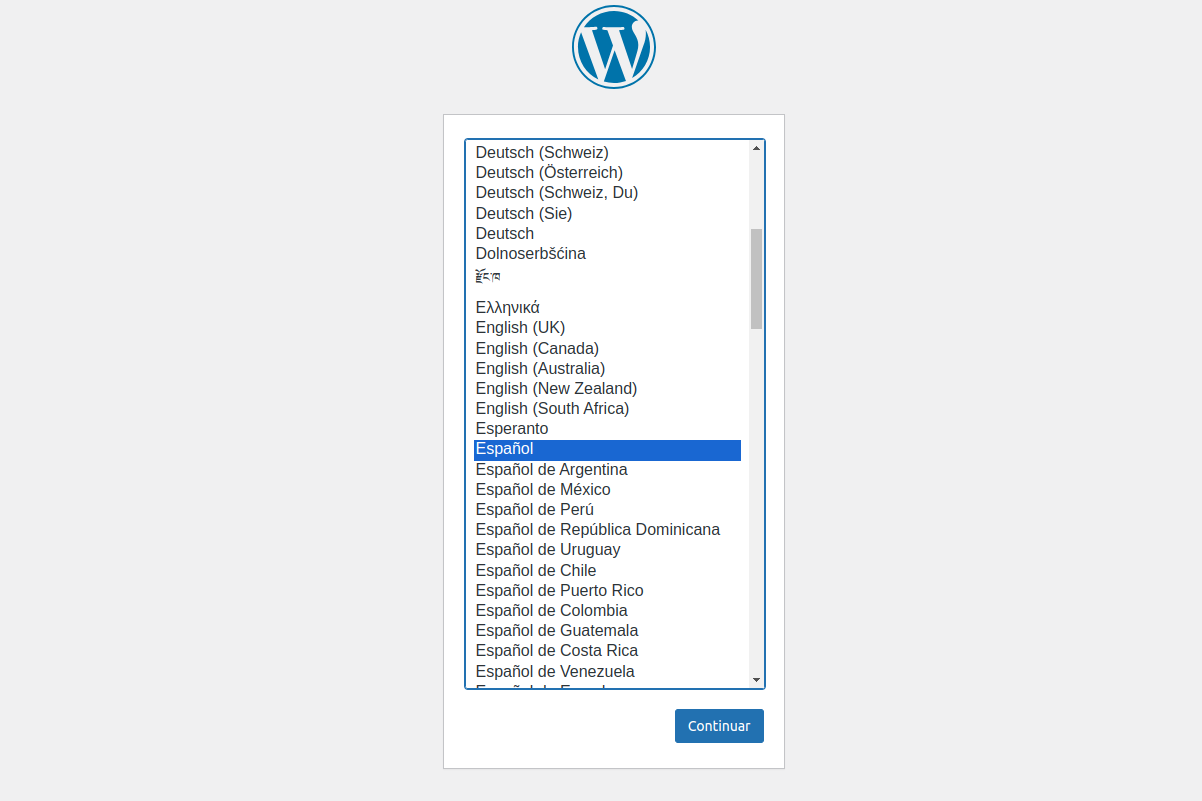 Deutsch (Schweiz)
Deutsch (Österreich)
Deutsch (Schweiz, Du)
Deutsch (Sie)
Deutsch
Dolnoserbšćina
རྫོང་ཁ
Ελληνικά
English (UK)
English (Canada)
English (Australia)
English (New Zealand)
English (South Africa)
Esperanto
Español
Español de Argentina
Español de México
Español de Perú
Español de República Dominicana
Español de Uruguay
Español de Chile
Español de Puerto Rico
Español de Colombia
Español de Guatemala
Español de Costa Rica
Español de Venezuela
Continuar